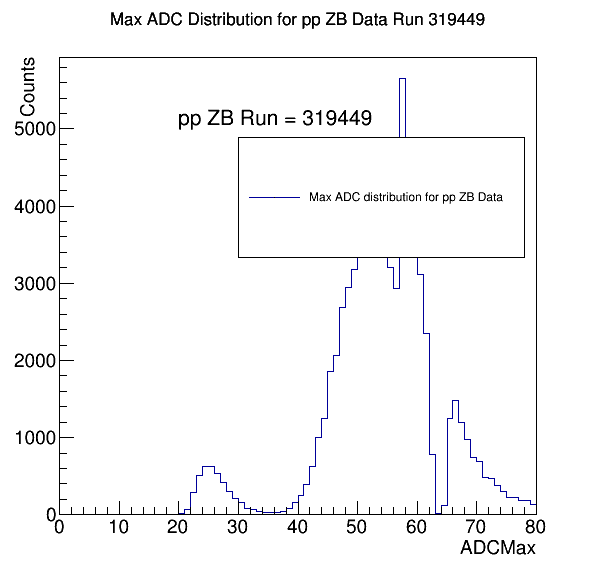 Max ADC Distribution for pp ZB Data Run 319449
Counts
pp ZB Run = 319449
Max ADC distribution for pp ZB Data
5000
4000
3000
2000
1000
0
0 10 20 30 40 50 60 70 80
ADCMax